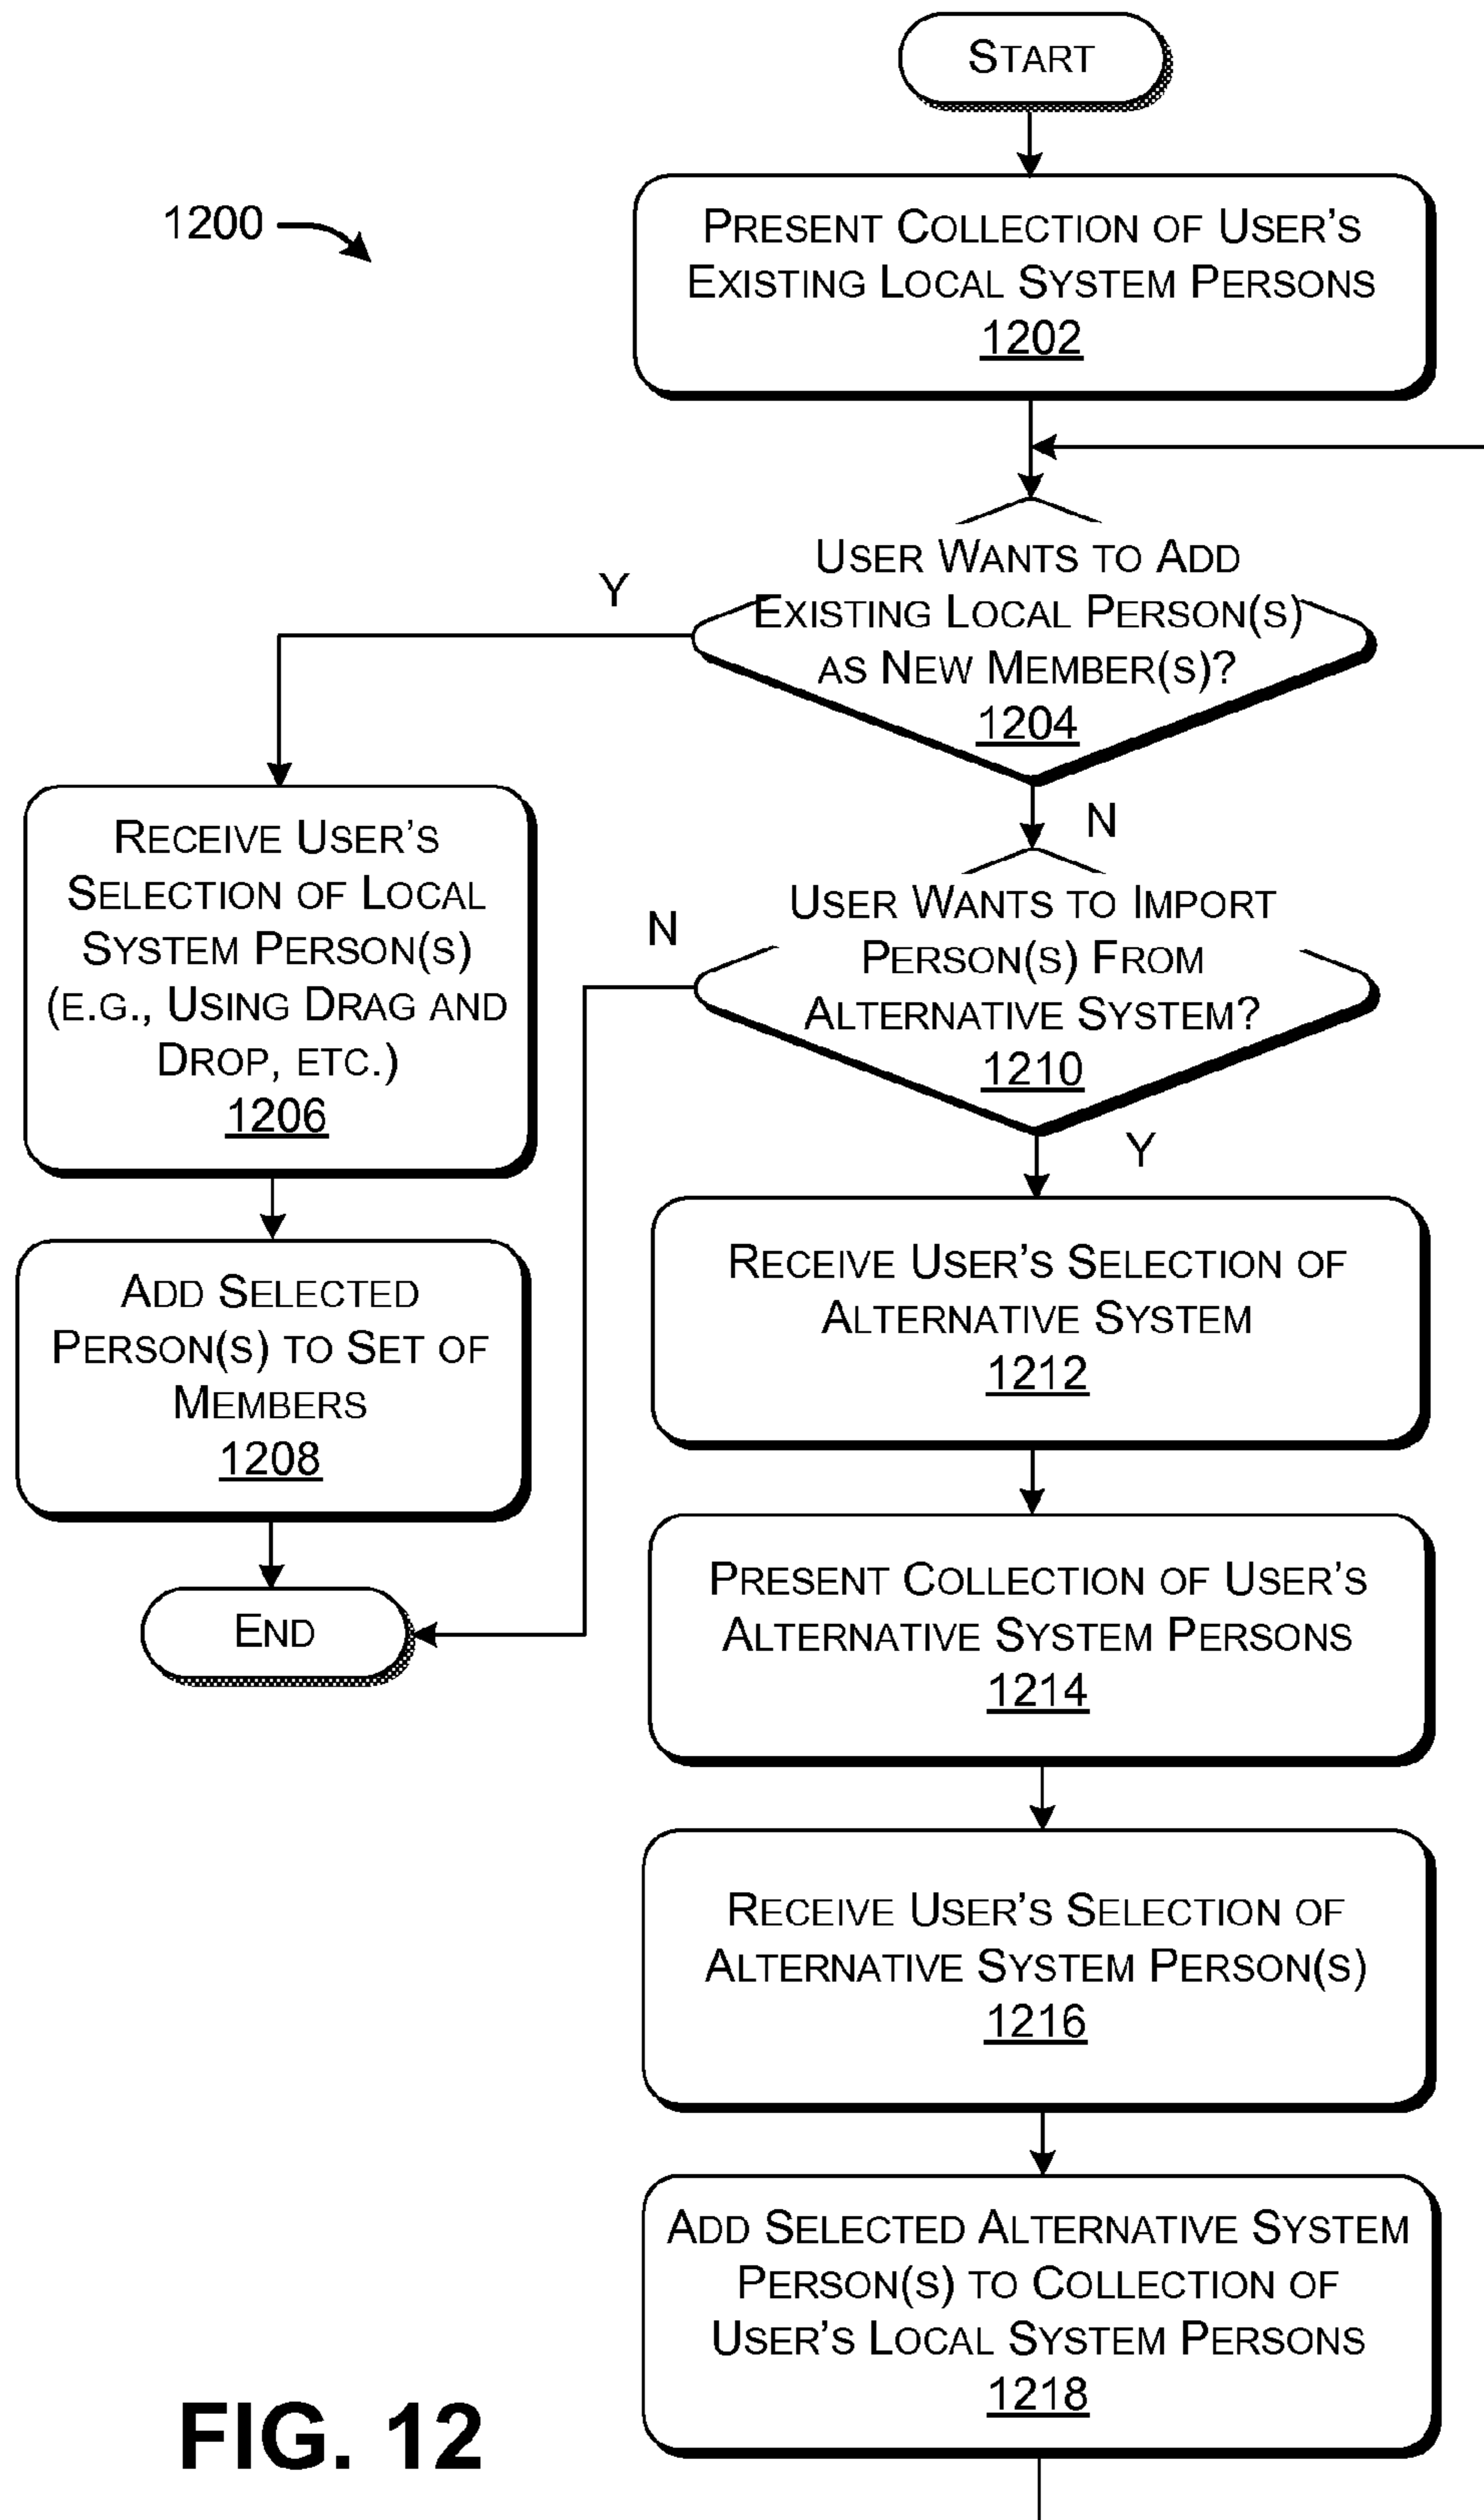 START
1200
PRESENT COLLECTION OF USER'S
EXISTING LOCAL SYSTEM PERSONS
1202
USER WANTS TO ADD
EXISTING LOCAL PERSON(S)
AS NEW MEMBER(S)?
1204
Y
N
RECEIVE USER'S
SELECTION OF LOCAL
SYSTEM PERSON(S)
(E.G., USING DRAG AND
DROP, ETC.)
1206
USER WANTS TO IMPORT
PERSON(S) FROM
ALTERNATIVE SYSTEM?
1210
N
Y
RECEIVE USER'S SELECTION OF
ALTERNATIVE SYSTEM
1212
ADD SELECTED
PERSON(S) TO SET OF
MEMBERS
1208
END
PRESENT COLLECTION OF USER'S
ALTERNATIVE SYSTEM PERSONS
1214
RECEIVE USER'S SELECTION OF
ALTERNATIVE SYSTEM PERSON(S)
1216
ADD SELECTED ALTERNATIVE SYSTEM
PERSON(S) TO COLLECTION OF
USER'S LOCAL SYSTEM PERSONS
1218
FIG. 12